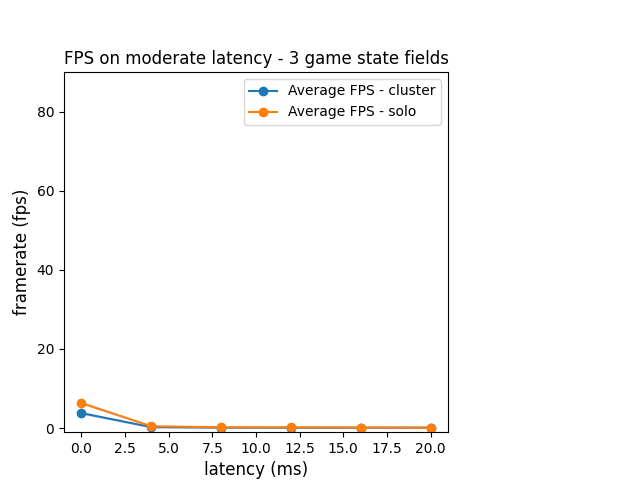 FPS on moderate latency - 3 game state fields
Average FPS - cluster
Average FPS - solo
framerate (fps)
80
60
40
20
0
0.0 2.5 5.0 7.5 10.0 12.5 15.0 17.5 20.0
latency (ms)